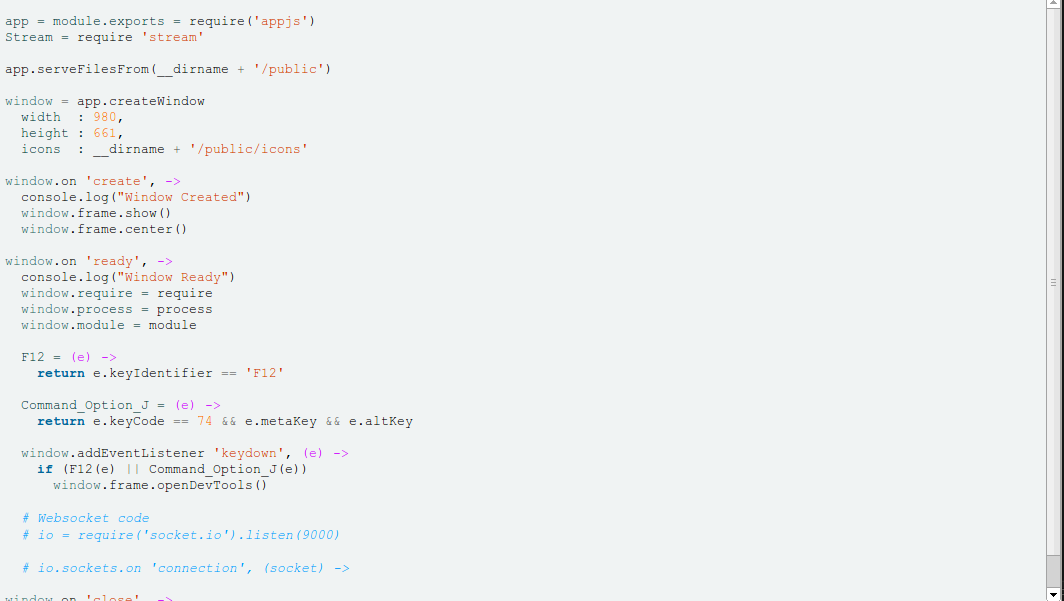 app = module.exports = require('appjs')
Stream = require 'stream'
app.serveFilesFrom(__dirname + '/public')
window = app.createWindow
  width  : 980,
  height : 661,
  icons  : __dirname + '/public/icons'
window.on 'create', ->
  console.log("Window Created")
  window.frame.show()
  window.frame.center()
window.on 'ready', ->
  console.log("Window Ready")
  window.require = require
  window.process = process
  window.module = module
  F12 = (e) ->
    return e.keyIdentifier == 'F12'
  Command_Option_J = (e) ->
    return e.keyCode == 74 && e.metaKey && e.altKey
  window.addEventListener 'keydown', (e) ->
    if (F12(e) || Command_Option_J(e))
      window.frame.openDevTools()
  # Websocket code
  # io = require('socket.io').listen(9000)
  # io.sockets.on 'connection', (socket) ->
window.on 'close', ->